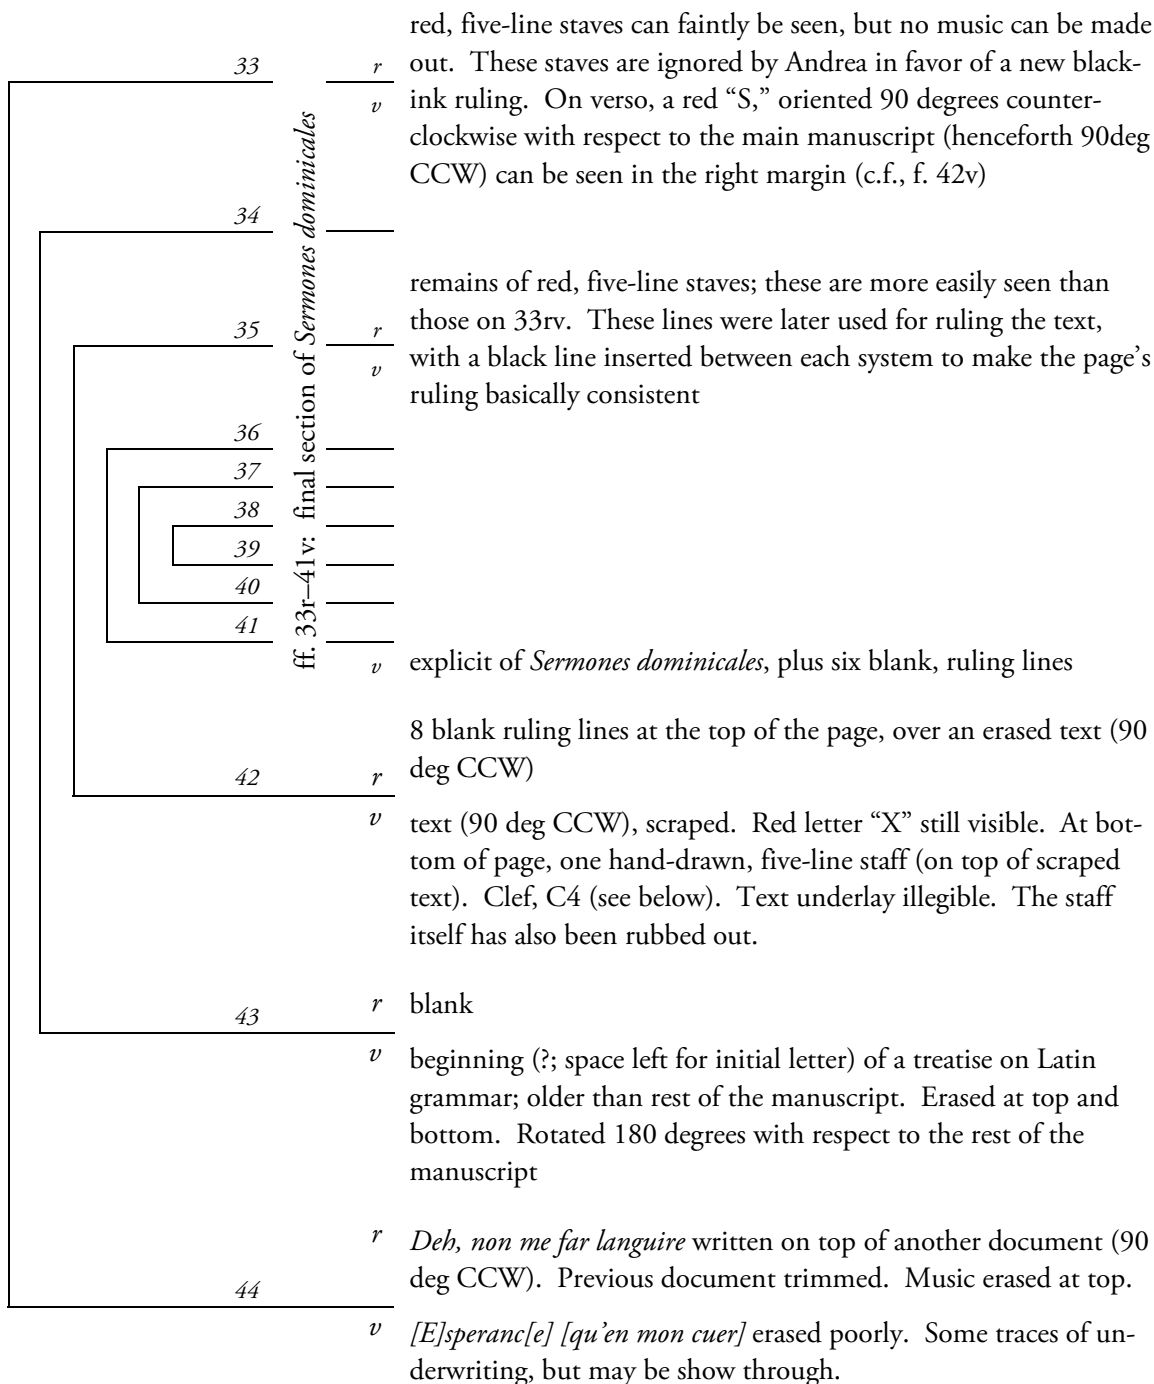 red, five-line staves can faintly be seen, but no music can be made
33 r out. These staves are ignored by Andrea in favor of a new black-
v ink ruling. On verso, a red “S,” oriented 90 degrees counter-
clockwise with respect to the main manuscript (henceforth 90deg
CCW) can be seen in the right margin (c.f., f. 42v)
ff. 33r–41v: final section of Sermones dominicales
34
remains of red, five-line staves; these are more easily seen than
35 r those on 33rv. These lines were later used for ruling the text,
v with a black line inserted between each system to make the page’s
ruling basically consistent
36
37
38
39
40
41
v explicit of Sermones dominicales, plus six blank, ruling lines
8 blank ruling lines at the top of the page, over an erased text (90
42 r deg CCW)
v text (90 deg CCW), scraped. Red letter “X” still visible. At bot-
tom of page, one hand-drawn, five-line staff (on top of scraped
text). Clef, C4 (see below). Text underlay illegible. The staff
itself has also been rubbed out.
43 r blank
v beginning (?; space left for initial letter) of a treatise on Latin
grammar; older than rest of the manuscript. Erased at top and
bottom. Rotated 180 degrees with respect to the rest of the
manuscript
r Deh, non me far languire written on top of another document (90
44 deg CCW). Previous document trimmed. Music erased at top.
v [E]speranc[e] [qu’en mon cuer] erased poorly. Some traces of un-
derwriting, but may be show through.